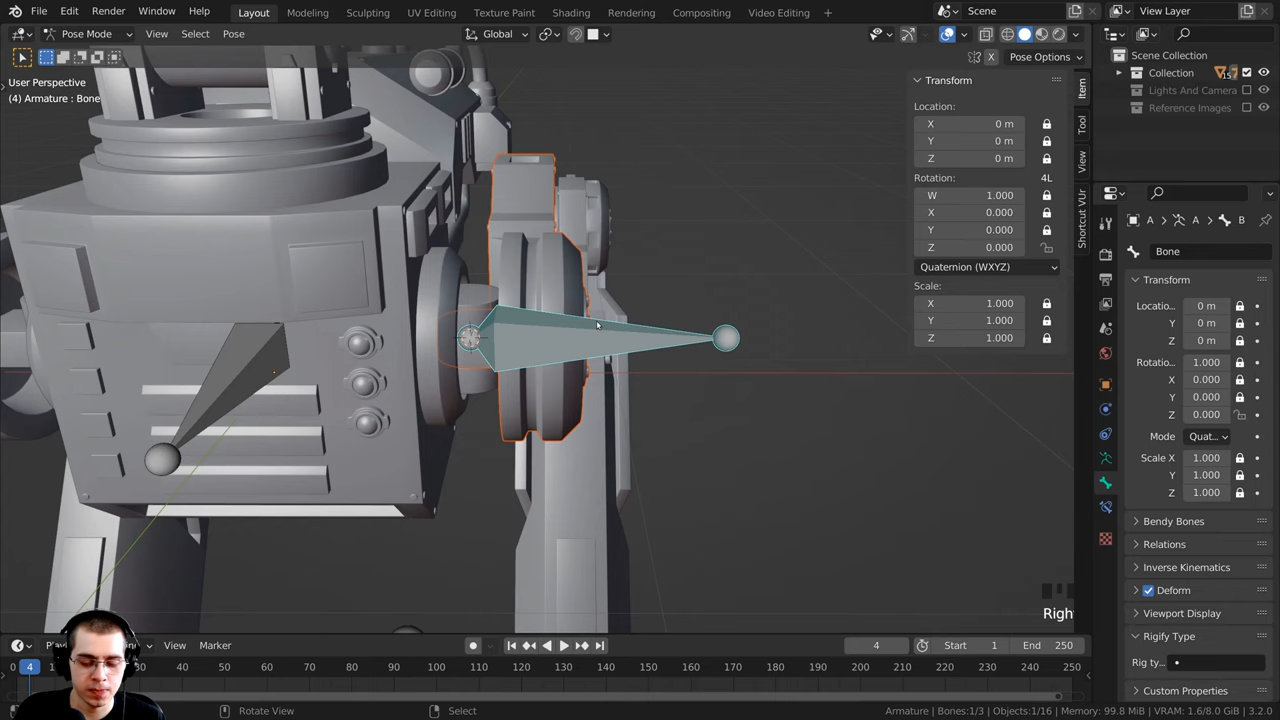 File Edit Render Window Help Layout Modeling Sculpting UV Editing Texture Paint Shading Rendering Compositing Video Editing + Scene View Layer
Pose Mode View Select Pose Global
Pose Options
X
User Perspective
(4) Armature : Bone
Transform
Location:
X 0 m
Y 0 m
Z 0 m
Rotation: 4L
W 1.000
X 0.000
Y 0.000
Z 0.000
Quaternion (WXYZ)
Scale:
X 1.000
Y 1.000
Z 1.000
Item
Tool
View
Shortcut VUr
Scene Collection
Collection 15 7
Lights And Camera
Reference Images
A A B
Bone
Transform
Locatio... 0 m
Y 0 m
Z 0 m
Rotatio... 1.000
X 0.000
Y 0.000
Z 0.000
Mode Quat...
Scale X 1.000
Y 1.000
Z 1.000
Bendy Bones
Relations
Inverse Kinematics
Deform
Viewport Display
Rigify Type
Rig ty...
Custom Properties
Righ
View Marker 4 Start 1 End 250
0 4 30 40 50 60 70 80 90 100 110 120 130 140 150 160 170 180 190 200 210 220 230 240 250
Rotate View Select Armature | Bones:1/3 | Objects:1/16 | Memory: 99.8 MiB | VRAM: 1.6/8.0 GiB | 3.2.0